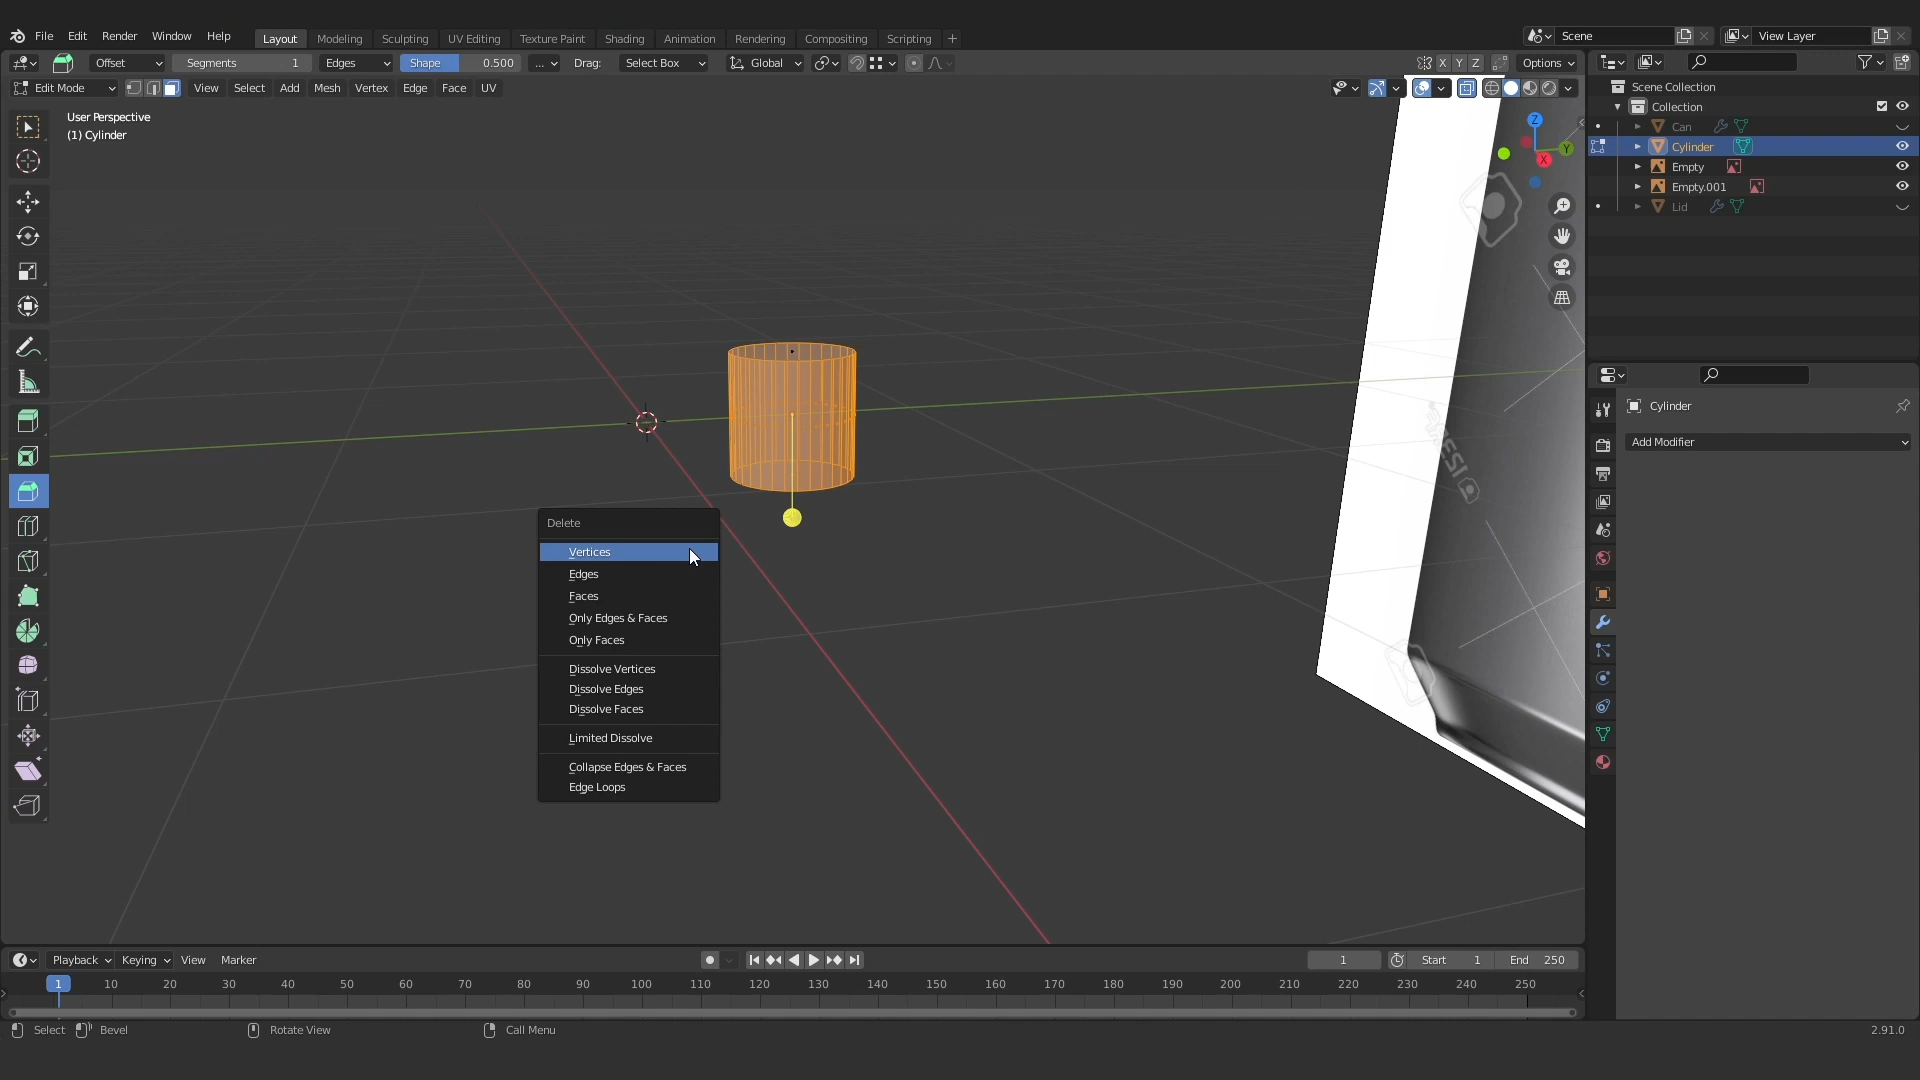 File Edit Render Window Help Layout Modeling Sculpting UV Editing Texture Paint Shading Animation Rendering Compositing Scripting + Scene View Layer
Offset Segments 1 Edges Shape 0.500 ... Drag: Select Box Global X Y Z Options
Edit Mode View Select Add Mesh Vertex Edge Face UV
User Perspective
(1) Cylinder
Z
Y
X
Scene Collection
Collection
Can
Cylinder
Empty
Empty.001
Lid
Cylinder
Add Modifier
Delete
Vertices
Edges
Faces
Only Edges & Faces
Only Faces
Dissolve Vertices
Dissolve Edges
Dissolve Faces
Limited Dissolve
Collapse Edges & Faces
Edge Loops
Playback Keying View Marker 1 Start 1 End 250
1 10 20 30 40 50 60 70 80 90 100 110 120 130 140 150 160 170 180 190 200 210 220 230 240 250
Select Bevel Rotate View Call Menu 2.91.0